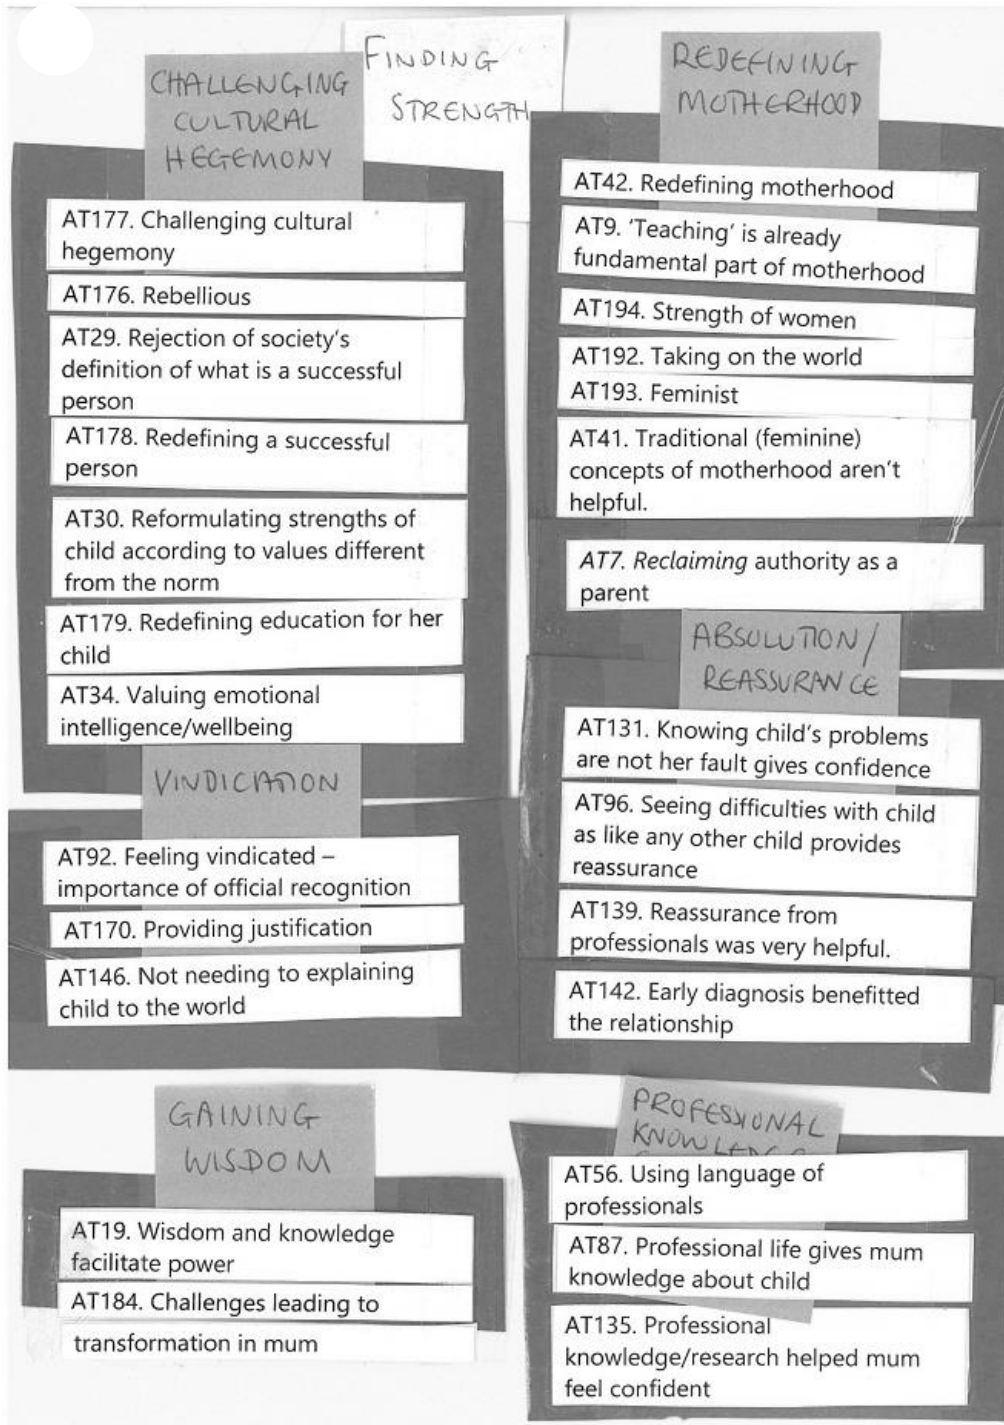 FINDING
STRENGTH
CHALLENGING
CULTURAL
HEGEMONY
AT177. Challenging cultural
hegemony
AT176. Rebellious
AT29. Rejection of society's
definition of what is a successful
person
AT178. Redefining a successful
person
AT30. Reformulating strengths of
child according to values different
from the norm
AT179. Redefining education for her
child
AT34. Valuing emotional
intelligence/wellbeing
VINDICATION
AT92. Feeling vindicated –
importance of official recognition
AT170. Providing justification
AT146. Not needing to explaining
child to the world
GAINING
WISDOM
AT19. Wisdom and knowledge
facilitate power
AT184. Challenges leading to
transformation in mum
REDEFINING
MOTHERHOOD
AT42. Redefining motherhood
AT9. 'Teaching' is already
fundamental part of motherhood
AT194. Strength of women
AT192. Taking on the world
AT193. Feminist
AT41. Traditional (feminine)
concepts of motherhood aren't
helpful.
AT7. Reclaiming authority as a
parent
ABSOLUTION/
REASSURANCE
AT131. Knowing child's problems
are not her fault gives confidence
AT96. Seeing difficulties with child
as like any other child provides
reassurance
AT139. Reassurance from
professionals was very helpful.
AT142. Early diagnosis benefitted
the relationship
PROFESSIONAL
KNOWLEDGE
AT56. Using language of
professionals
AT87. Professional life gives mum
knowledge about child
AT135. Professional
knowledge/research helped mum
feel confident